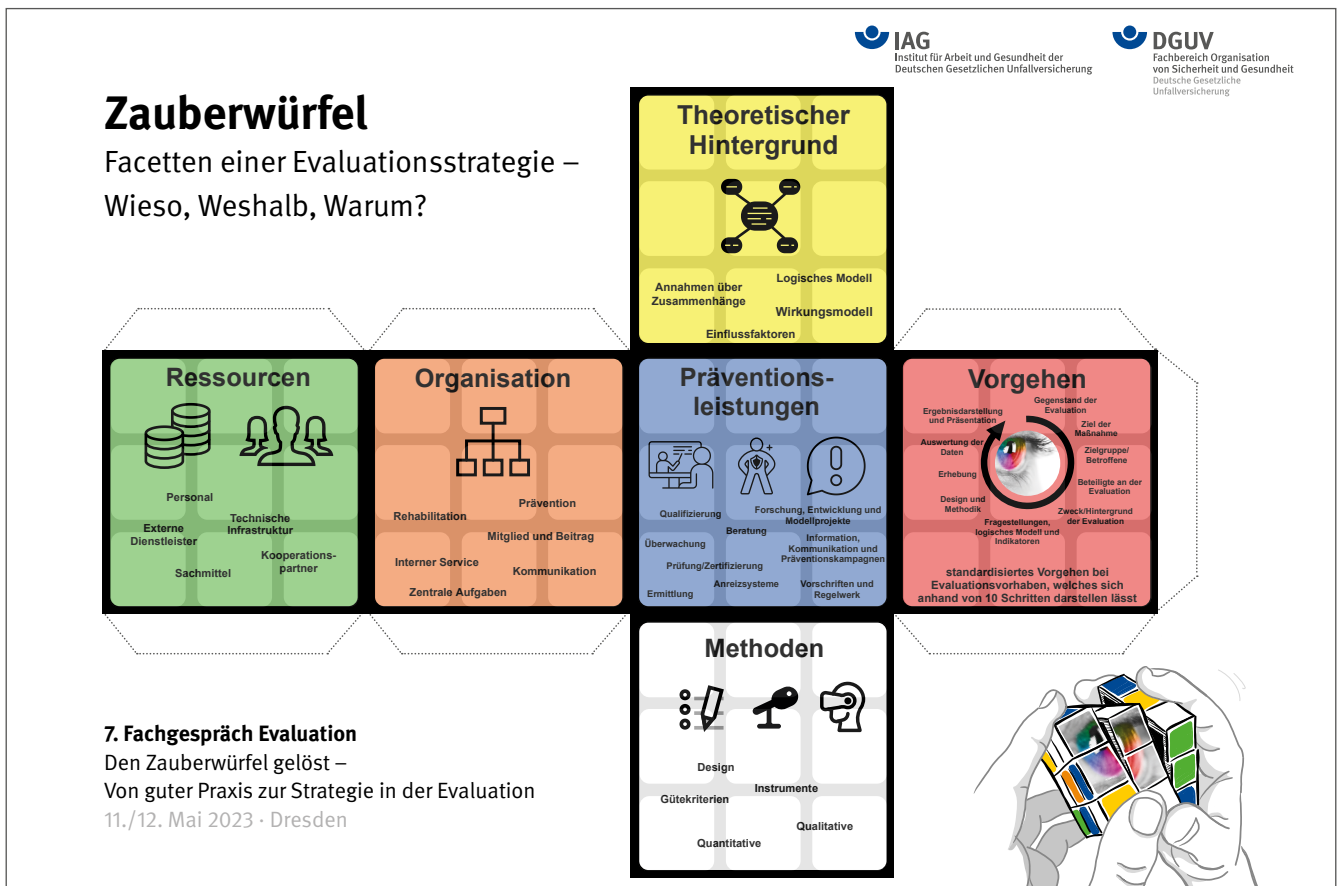 IAG
Institut für Arbeit und Gesundheit der
Deutschen Gesetzlichen Unfallversicherung
DGUV
Fachbereich Organisation
von Sicherheit und Gesundheit
Deutsche Gesetzliche
Unfallversicherung
Zauberwürfel
Facetten einer Evaluationsstrategie –
Wieso, Weshalb, Warum?
Theoretischer
Hintergrund
Annahmen über
Zusammenhänge
Logisches Modell
Wirkungsmodell
Einflussfaktoren
Ressourcen
Personal
Externe
Dienstleister
Technische
Infrastruktur
Kooperations-
partner
Sachmittel
Organisation
Prävention
Rehabilitation
Mitglied und Beitrag
Interner Service
Kommunikation
Zentrale Aufgaben
Präventions-
leistungen
Qualifizierung
Forschung, Entwicklung und
Modellprojekte
Beratung
Überwachung
Information,
Kommunikation und
Präventionskampagnen
Prüfung/Zertifizierung
Anreizsysteme
Vorschriften und
Regelwerk
Ermittlung
Vorgehen
Gegenstand der
Evaluation
Ziel der
Maßnahme
Zielgruppe/
Betroffene
Beteiligte an der
Evaluation
Zweck/Hintergrund
der Evaluation
Fragestellungen,
logisches Modell und
Indikatoren
Design und
Methodik
Erhebung
Auswertung der
Daten
Ergebnisdarstellung
und Präsentation
standardisiertes Vorgehen bei
Evaluationsvorhaben, welches sich
anhand von 10 Schritten darstellen lässt
Methoden
Design
Instrumente
Gütekriterien
Qualitative
Quantitative
7. Fachgespräch Evaluation
Den Zauberwürfel gelöst –
Von guter Praxis zur Strategie in der Evaluation
11./12. Mai 2023 · Dresden